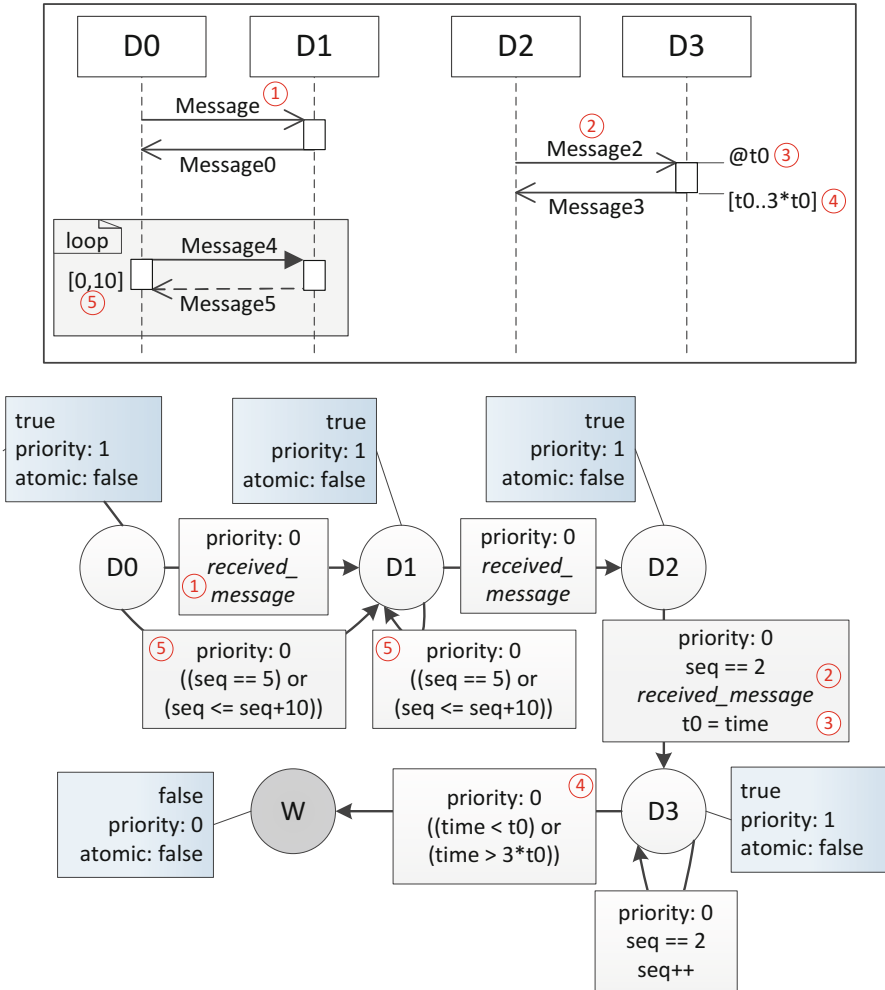 D0
D1
D2
D3
Message
1
Message0
2
Message2
@t0 3
Message3
[t0..3*t0] 4
loop
Message4
[0,10]
5
Message5
true
priority: 1
atomic: false
true
priority: 1
atomic: false
true
priority: 1
atomic: false
D0
priority: 0
received_
1 message
D1
priority: 0
received_
message
D2
5 priority: 0
((seq == 5) or
(seq <= seq+10))
5 priority: 0
((seq == 5) or
(seq <= seq+10))
priority: 0
seq == 2
2
received_message
t0 = time 3
false
priority: 0
atomic: false
W
4
priority: 0
((time < t0) or
(time > 3*t0))
D3
true
priority: 1
atomic: false
priority: 0
seq == 2
seq++